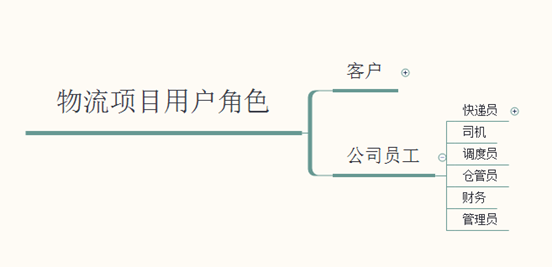 物流项目用户角色
客户
公司员工
快递员
司机
调度员
仓管员
财务
管理员